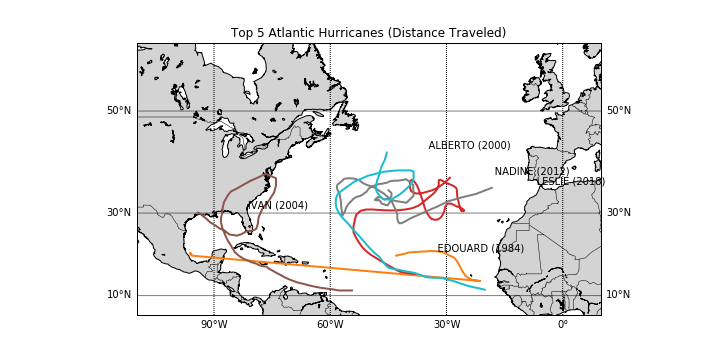 Top 5 Atlantic Hurricanes (Distance Traveled)
50°N
50°N
ALBERTO (2000)
NADINE (2012)
LESLIE (2018)
IVAN (2004)
30°N
30°N
EDOUARD (1984)
10°N
10°N
90°W
60°W
30°W
0°